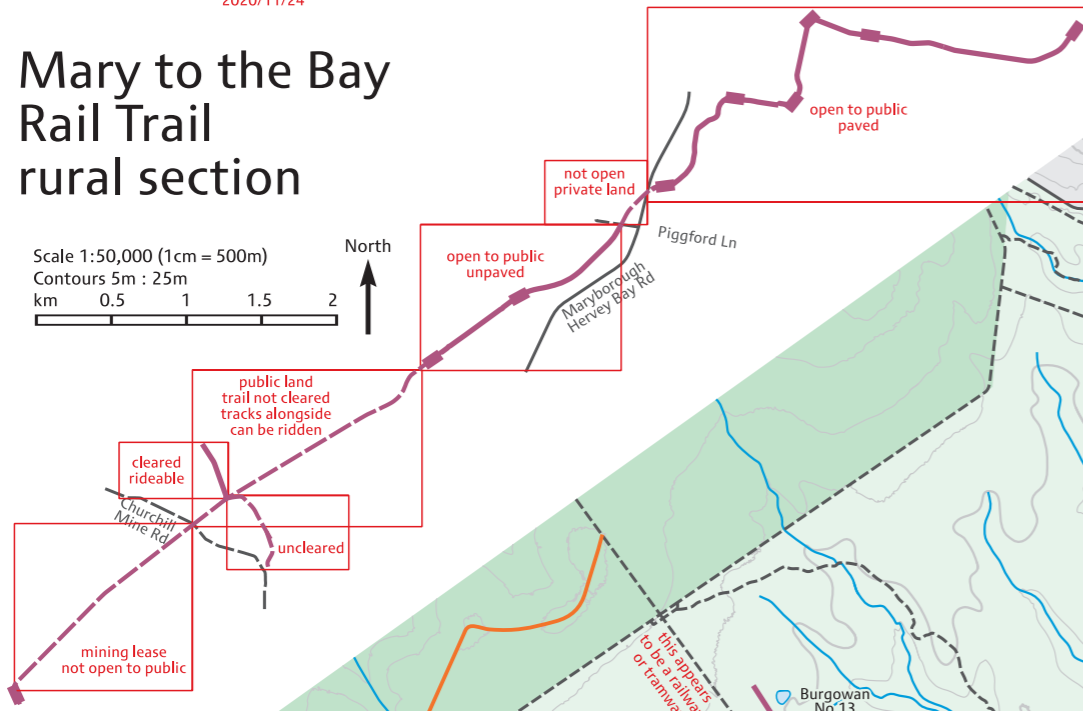 2020/11/24
Mary to the Bay
Rail Trail
rural section
Scale 1:50,000 (1cm = 500m)
Contours 5m : 25m
km 0.5 1 1.5 2
North
open to public
paved
not open
private land
Piggford Ln
open to public
unpaved
Maryborough
Hervey Bay Rd
public land
trail not cleared
tracks alongside
can be ridden
cleared
rideable
Churchill
Mine Rd
uncleared
mining lease
not open to public
this appears
to be a railway
or tramway
Burgowan
No 13